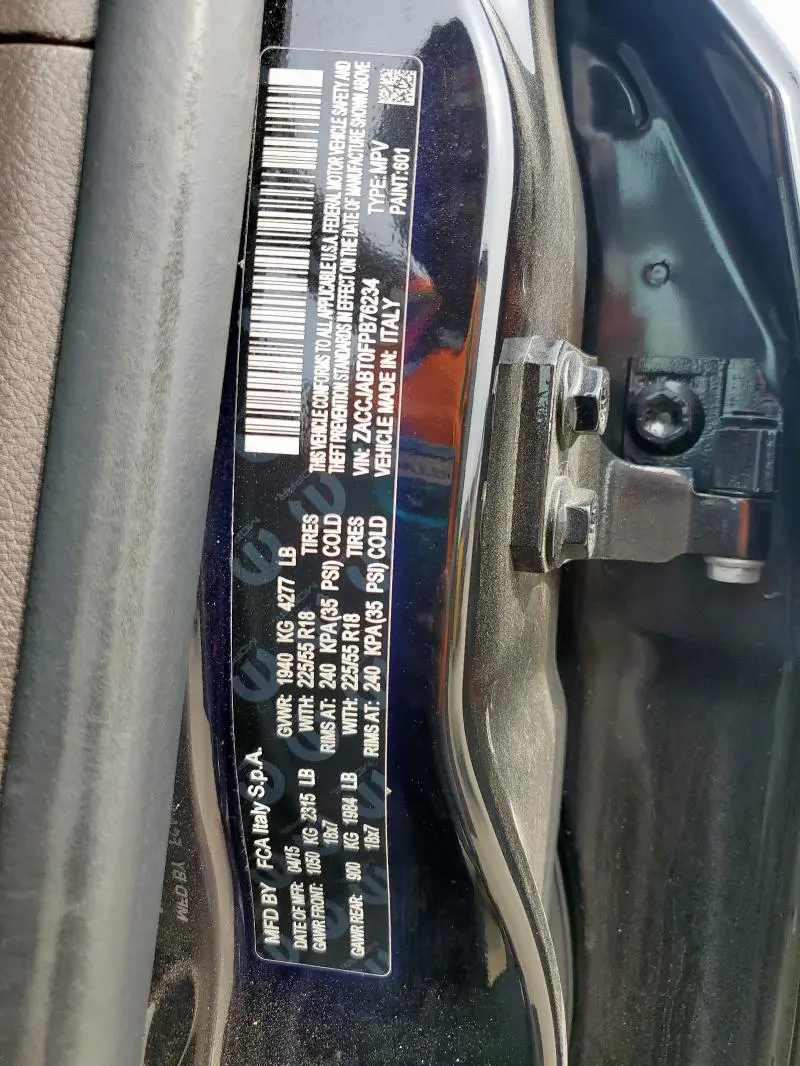 MFD BY FCA Italy S.p.A.
DATE OF MFR: 04/15
GVWR: 1940 KG 4277 LB
GAWR FRONT: 1050 KG 2315 LB
WITH: 225/55 R18 TIRES
18x7 RIMS AT: 240 KPA (35 PSI) COLD
GAWR REAR: 900 KG 1984 LB
WITH: 225/55 R18 TIRES
18x7 RIMS AT: 240 KPA (35 PSI) COLD
THIS VEHICLE CONFORMS TO ALL APPLICABLE U.S.A. FEDERAL MOTOR VEHICLE SAFETY AND
THEFT PREVENTION STANDARDS IN EFFECT ON THE DATE OF MANUFACTURE SHOWN ABOVE
VIN: ZACCJABT0FPB76234 TYPE: MPV
VEHICLE MADE IN: ITALY PAINT: 601